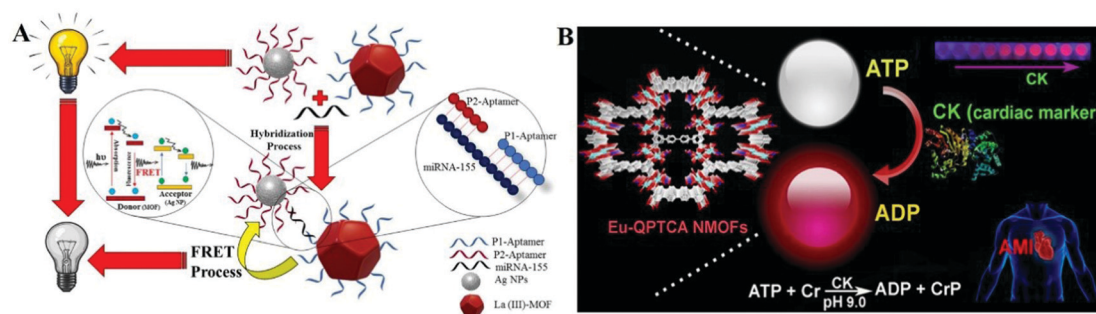 A
P2-Aptamer
P1-Aptamer
miRNA-155
Hybridization
Process
hυ
Absorption
Fluorescence
FRET
Donor (MOF)
Acceptor
(Ag NP)
FRET
Process
P1-Aptamer
P2-Aptamer
miRNA-155
Ag NPs
La (III)-MOF
B
ATP
CK
CK (cardiac marker
Eu-QPTCA NMOFs
ADP
AMI
ATP + Cr CK ADP + CrP
pH 9.0